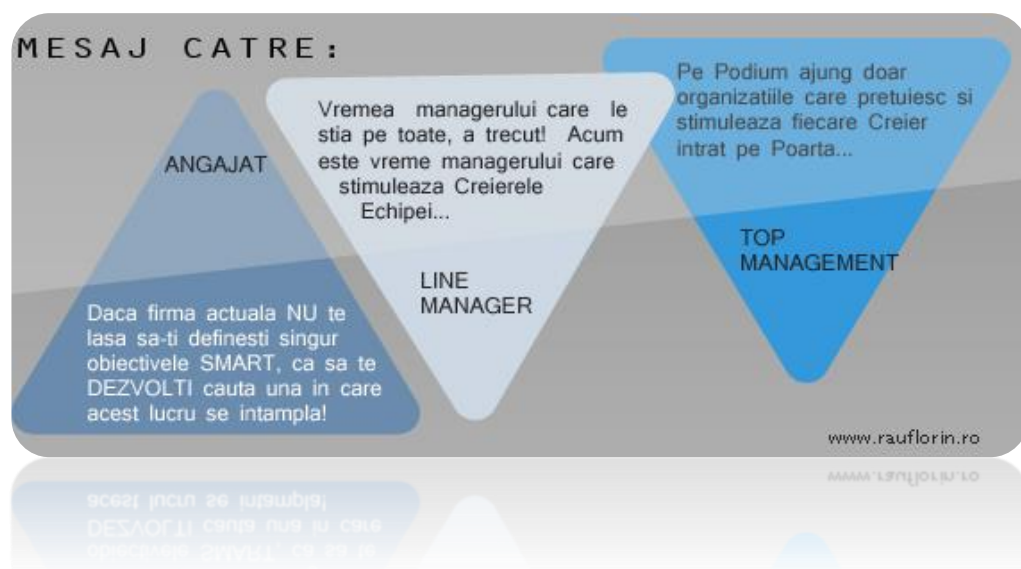 MESAJ CATRE:
ANGAJAT
Daca firma actuala NU te
lasa sa-ti definesti singur
obiectivele SMART, ca sa te
DEZVOLTI cauta una in care
acest lucru se intampla!
Vremea managerului care le
stia pe toate, a trecut! Acum
este vreme managerului care
stimuleaza Creierele
Echipei...
LINE
MANAGER
Pe Podium ajung doar
organizatiile care pretuiesc si
stimuleaza fiecare Creier
intrat pe Poarta...
TOP
MANAGEMENT
www.rauflorin.ro